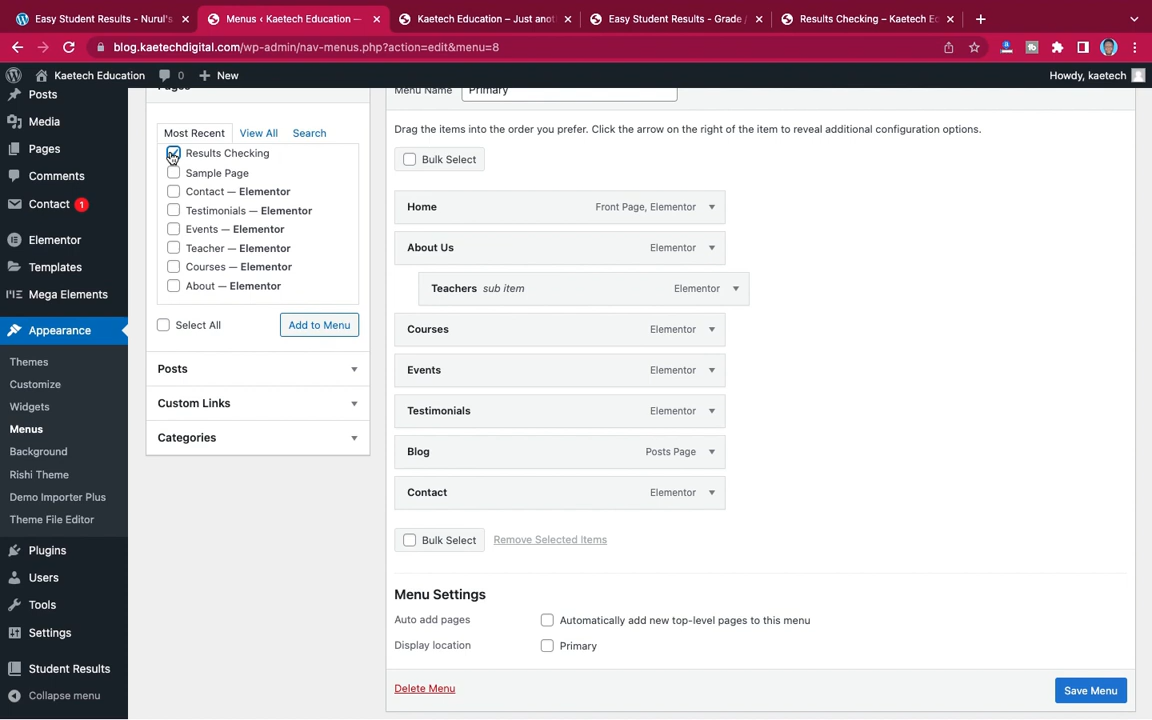 Easy Student Results - Nurul's
Menus ‹ Kaetech Education —
Kaetech Education – Just anot
Easy Student Results - Grade /
Results Checking – Kaetech Ed
blog.kaetechdigital.com/wp-admin/nav-menus.php?action=edit&menu=8
Kaetech Education
0
New
Howdy, kaetech
Posts
Media
Pages
Comments
Contact 1
Elementor
Templates
Mega Elements
Appearance
Themes
Customize
Widgets
Menus
Background
Rishi Theme
Demo Importer Plus
Theme File Editor
Plugins
Users
Tools
Settings
Student Results
Collapse menu
Pages
Most Recent
View All
Search
Results Checking
Sample Page
Contact — Elementor
Testimonials — Elementor
Events — Elementor
Teacher — Elementor
Courses — Elementor
About — Elementor
Select All
Add to Menu
Posts
Custom Links
Categories
Menu Name
Primary
Drag the items into the order you prefer. Click the arrow on the right of the item to reveal additional configuration options.
Bulk Select
Home Front Page, Elementor
About Us Elementor
Teachers sub item Elementor
Courses Elementor
Events Elementor
Testimonials Elementor
Blog Posts Page
Contact Elementor
Bulk Select
Remove Selected Items
Menu Settings
Auto add pages
Automatically add new top-level pages to this menu
Display location
Primary
Delete Menu
Save Menu